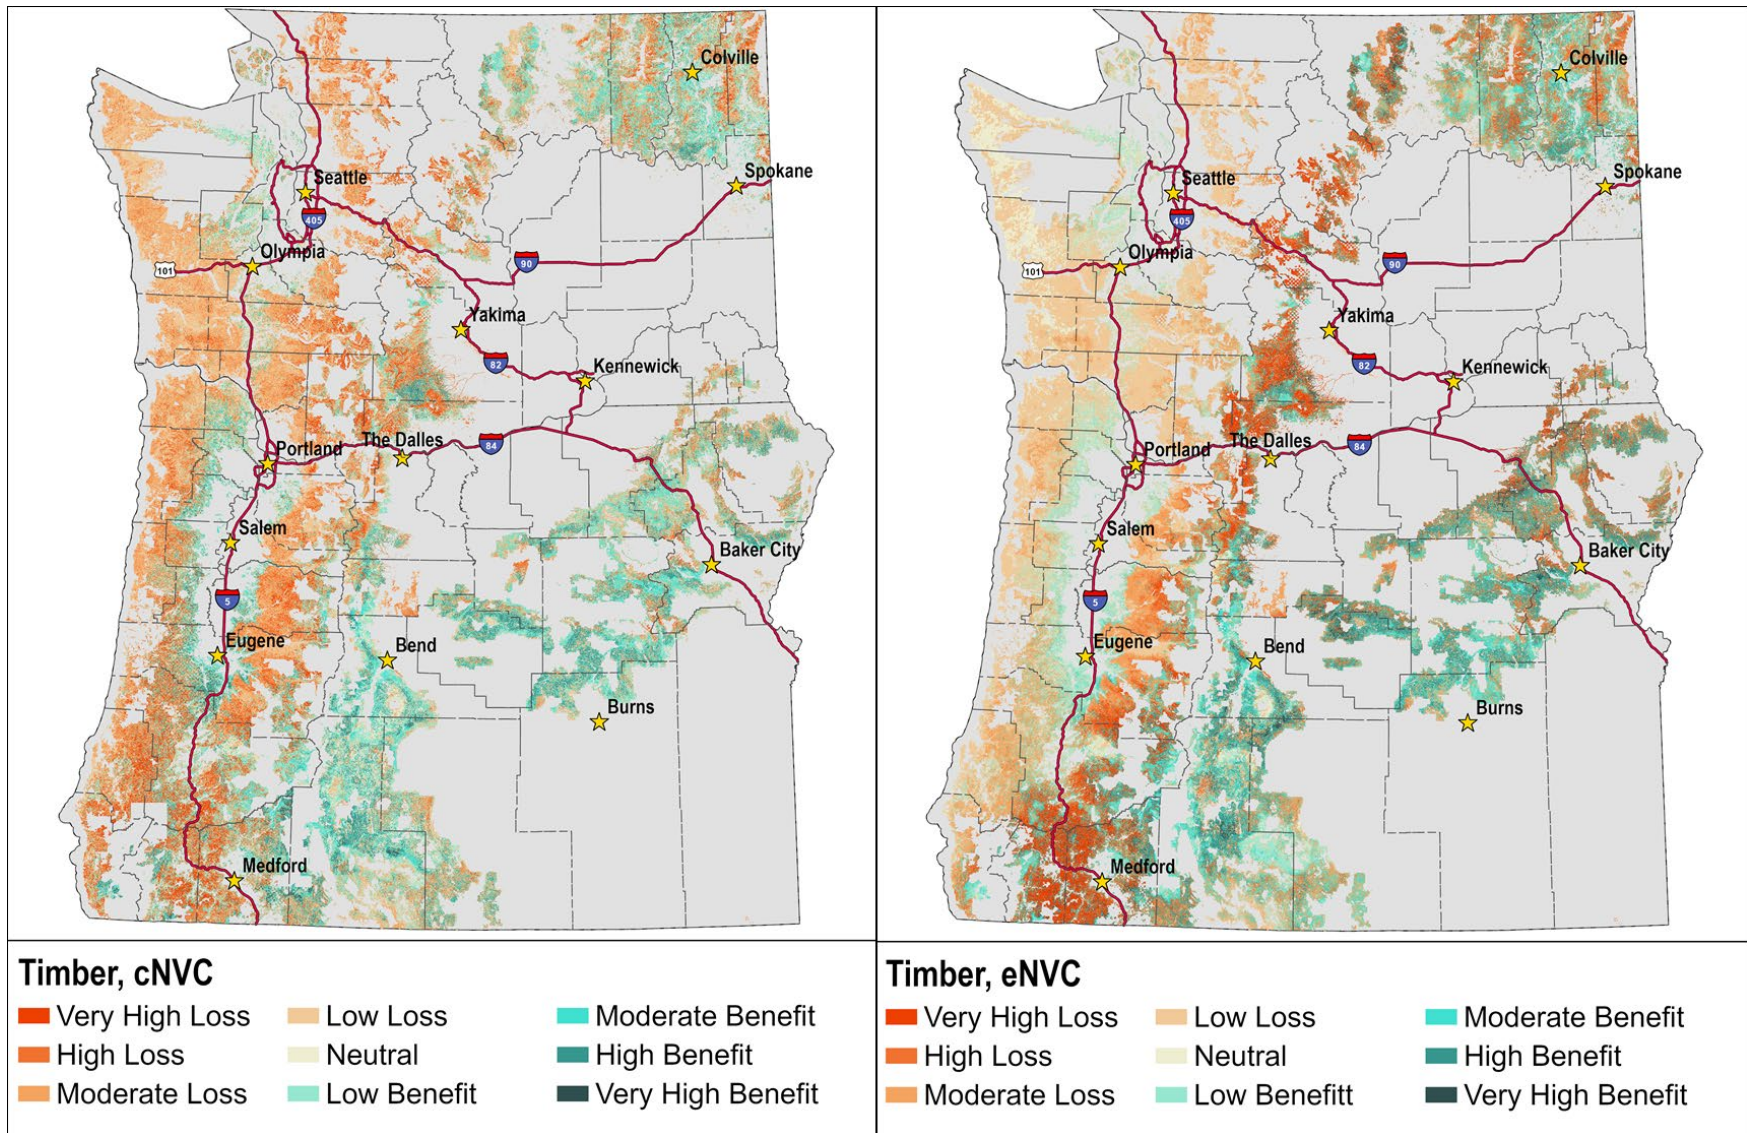 Colville
Spokane
Seattle
405
Olympia
101
90
Yakima
82
Kennewick
Portland
The Dalles
84
Salem
Baker City
5
Eugene
Bend
Burns
Medford
Timber, cNVC
Very High Loss
Low Loss
Moderate Benefit
High Loss
Neutral
High Benefit
Moderate Loss
Low Benefit
Very High Benefit
Colville
Spokane
Seattle
405
Olympia
101
90
Yakima
82
Kennewick
Portland
The Dalles
84
Salem
Baker City
5
Eugene
Bend
Burns
Medford
Timber, eNVC
Very High Loss
Low Loss
Moderate Benefit
High Loss
Neutral
High Benefit
Moderate Loss
Low Benefitt
Very High Benefit